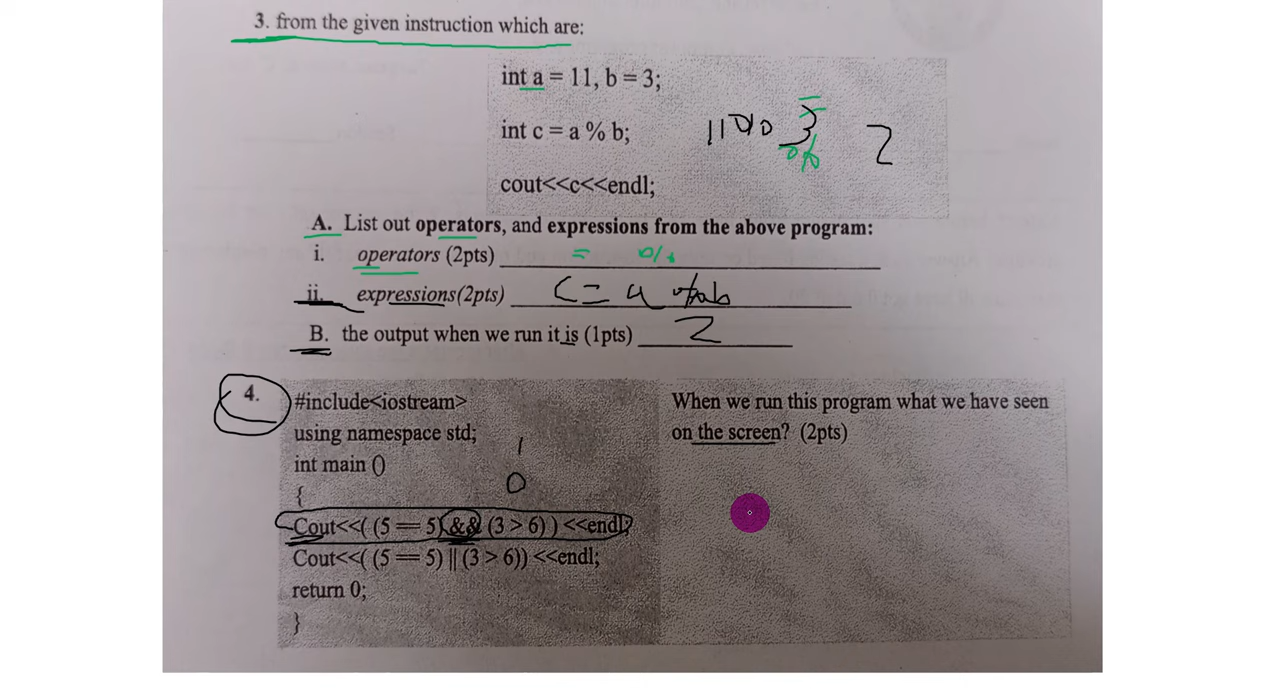 3. from the given instruction which are:
int a = 11, b = 3;
int c = a % b;
11 % 3 2
%
cout<<c<<endl;
A. List out operators, and expressions from the above program:
i. operators (2pts) = %
ii. expressions(2pts) c = a % b
B. the output when we run it is (1pts) 2
4.
#include<iostream>
using namespace std;
int main ()
{
Cout<<( (5 == 5) && (3 > 6) ) <<endl;
Cout<<( (5 == 5) || (3 > 6)) <<endl;
return 0;
}
1
0
When we run this program what we have seen
on the screen? (2pts)